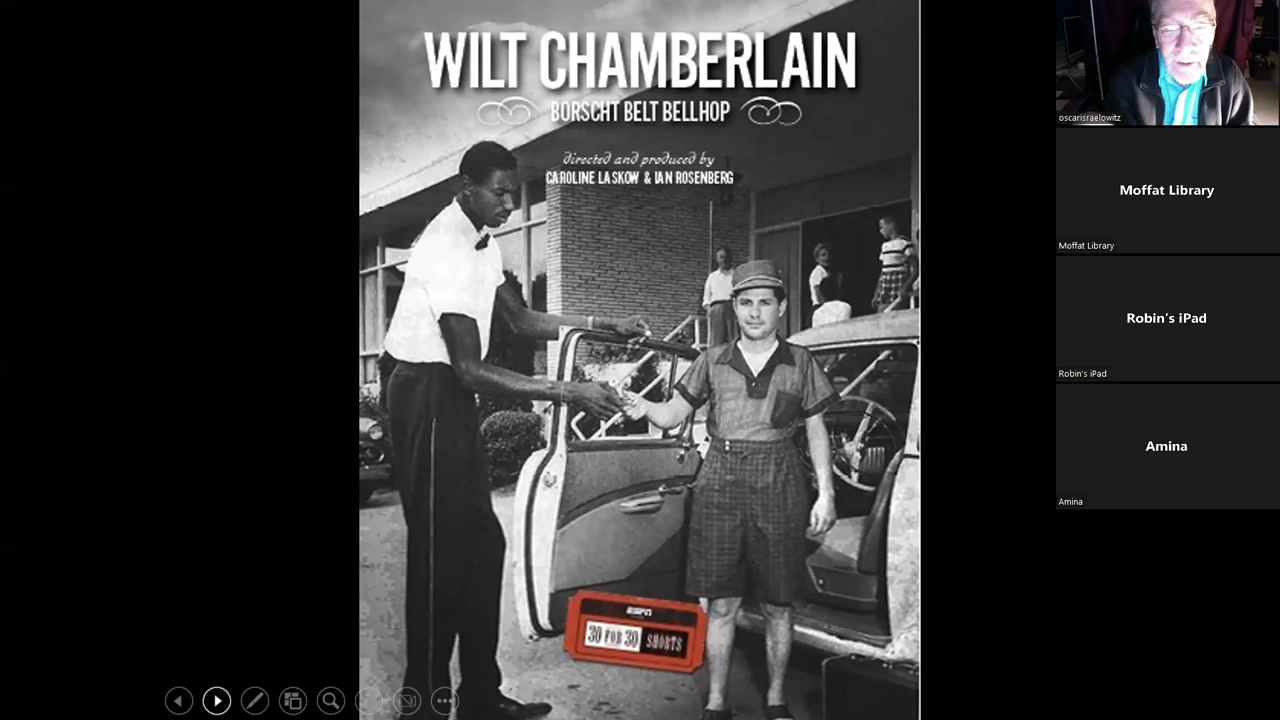 WILT CHAMBERLAIN
BORSCHT BELT BELLHOP
directed and produced by
CAROLINE LASKOW & IAN ROSENBERG
ESPN
30 FOR 30 SHORTS
oscarisraelowitz
Moffat Library
Moffat Library
Robin's iPad
Robin's iPad
Amina
Amina